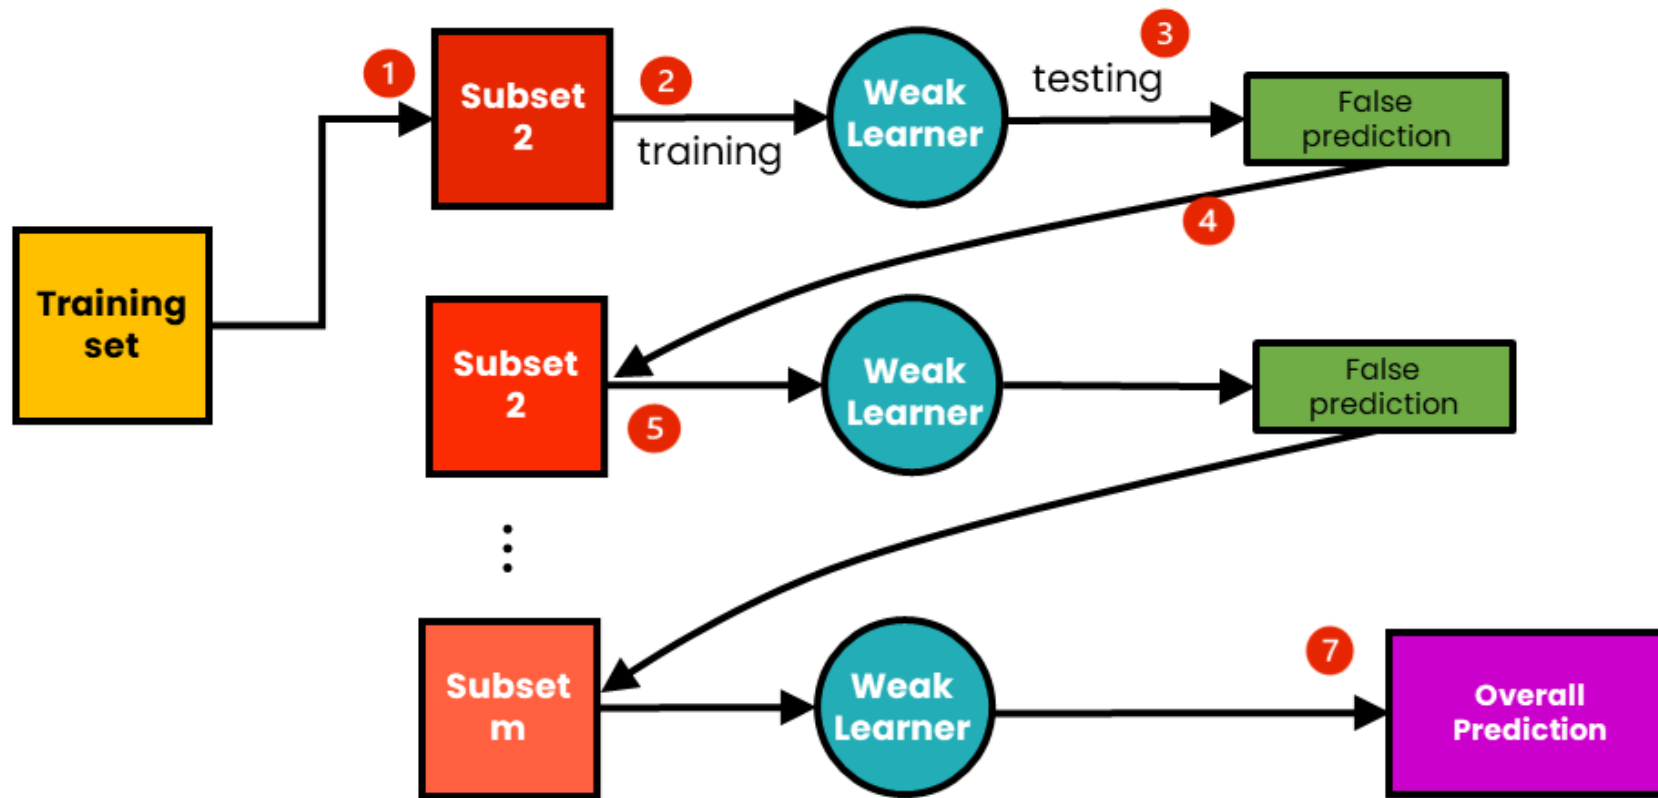 1
Subset
2
2
training
Weak
Learner
3
testing
False
prediction
4
Training
set
Subset
2
5
Weak
Learner
False
prediction
Subset
m
Weak
Learner
7
Overall
Prediction